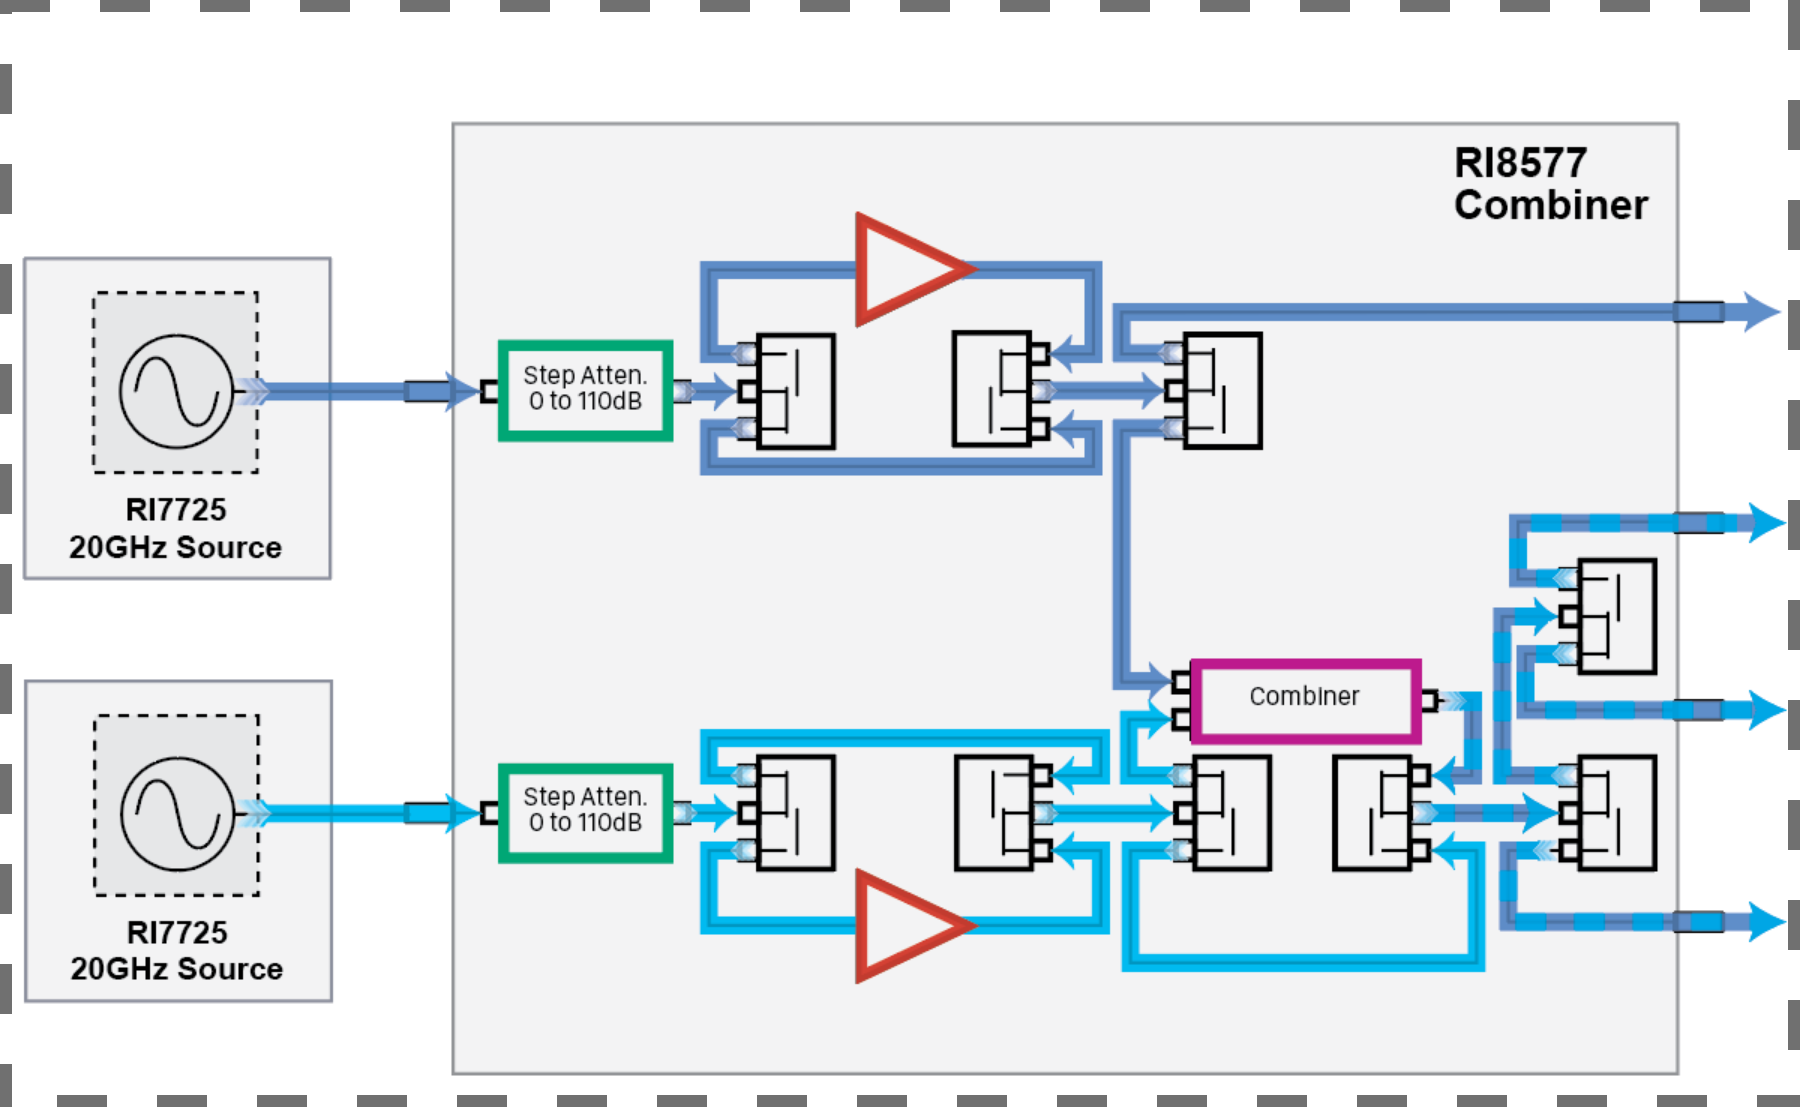 RI8577
Combiner
Step Atten.
0 to 110dB
RI7725
20GHz Source
Combiner
Step Atten.
0 to 110dB
RI7725
20GHz Source